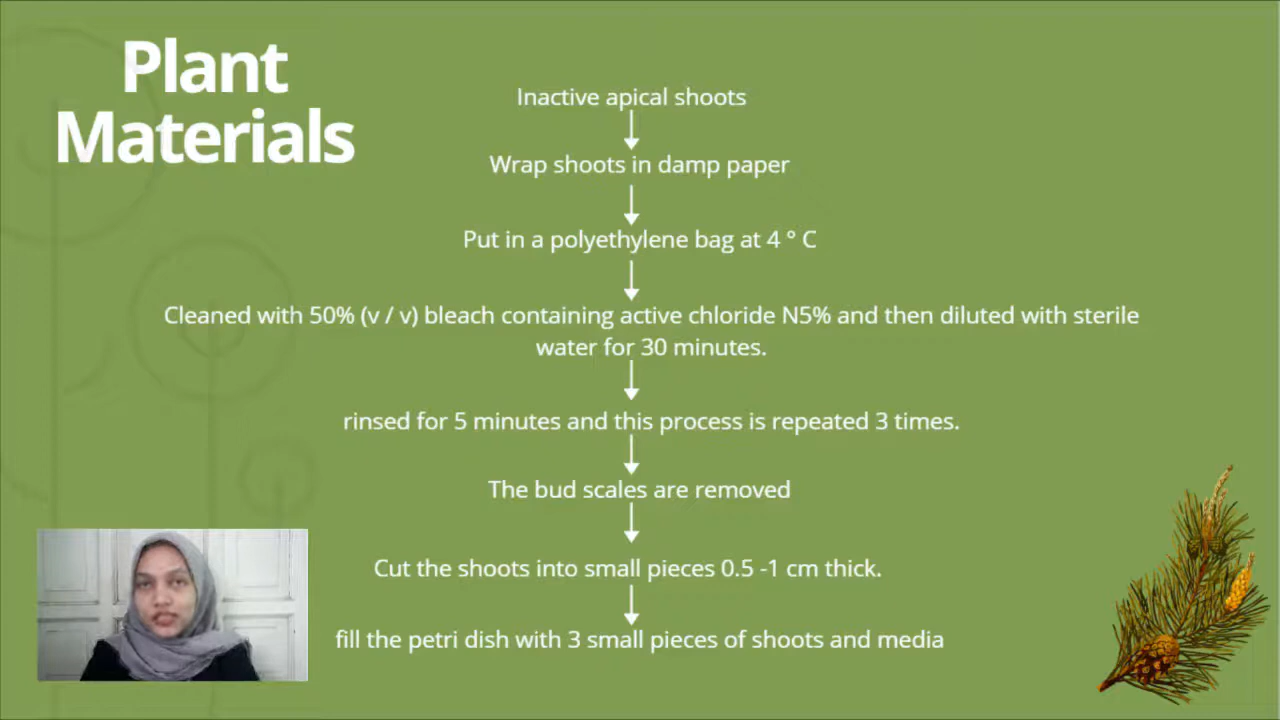 Plant
Materials
Inactive apical shoots
Wrap shoots in damp paper
Put in a polyethylene bag at 4 ° C
Cleaned with 50% (v / v) bleach containing active chloride N5% and then diluted with sterile
water for 30 minutes.
rinsed for 5 minutes and this process is repeated 3 times.
The bud scales are removed
Cut the shoots into small pieces 0.5 -1 cm thick.
fill the petri dish with 3 small pieces of shoots and media